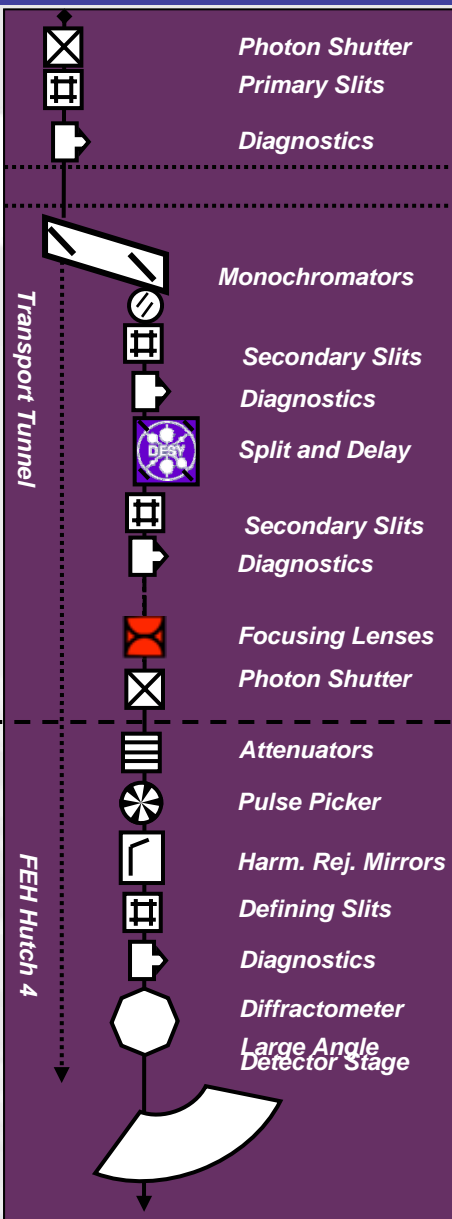 Photon Shutter
Primary Slits
Diagnostics
Monochromators
Transport Tunnel
Secondary Slits
Diagnostics
DESY
Split and Delay
Secondary Slits
Diagnostics
Focusing Lenses
Photon Shutter
Attenuators
Pulse Picker
FEH Hutch 4
Harm. Rej. Mirrors
Defining Slits
Diagnostics
Diffractometer
Large Angle
Detector Stage